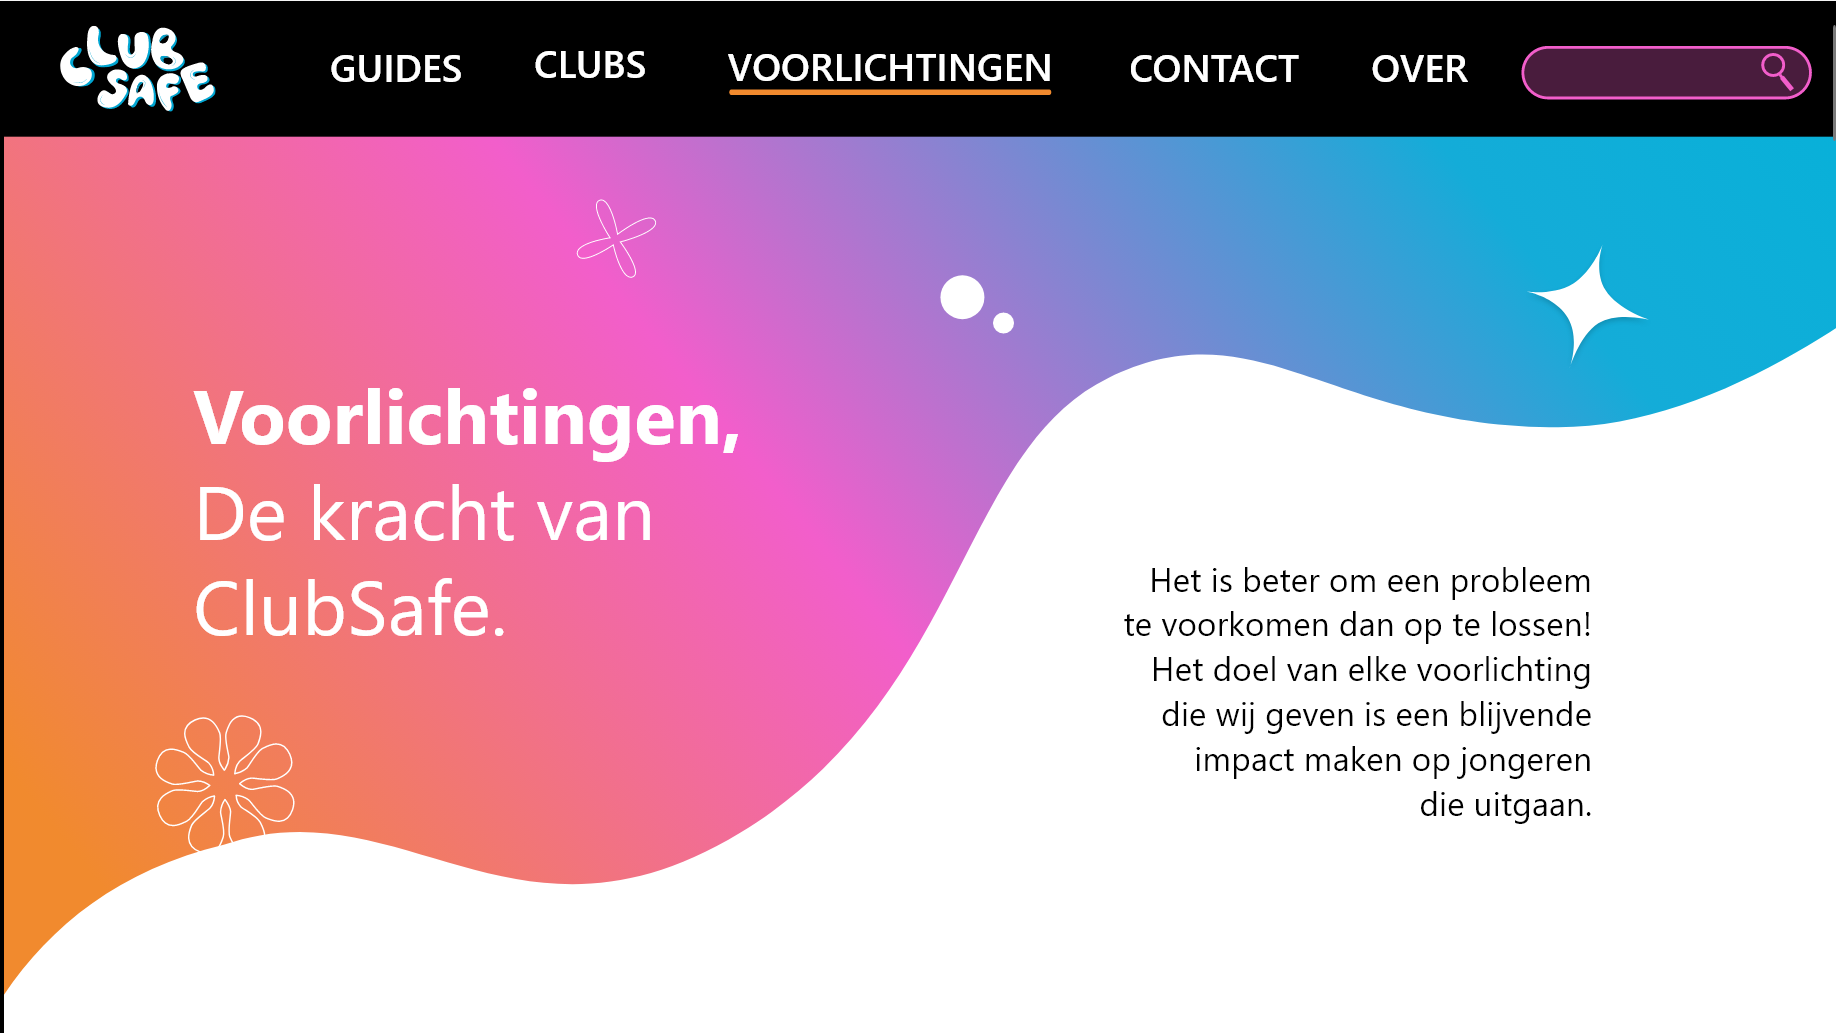 CLUB
SAFE
GUIDES
CLUBS
VOORLICHTINGEN
CONTACT
OVER
Voorlichtingen,
De kracht van
ClubSafe.
Het is beter om een probleem
te voorkomen dan op te lossen!
Het doel van elke voorlichting
die wij geven is een blijvende
impact maken op jongeren
die uitgaan.